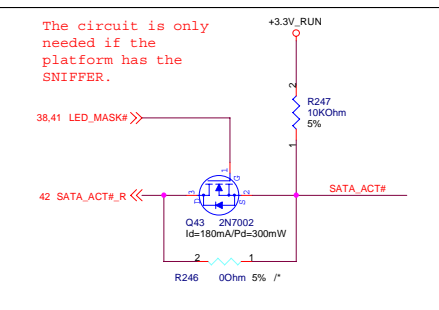 The circuit is only
needed if the
platform has the
SNIFFER.
+3.3V_RUN
2
R247
10KOhm
5%
1
38,41 LED_MASK#
1
G
42 SATA_ACT#_R
3
D
S
2
SATA_ACT#
Q43 2N7002
Id=180mA/Pd=300mW
2
1
R246 0Ohm 5% /*